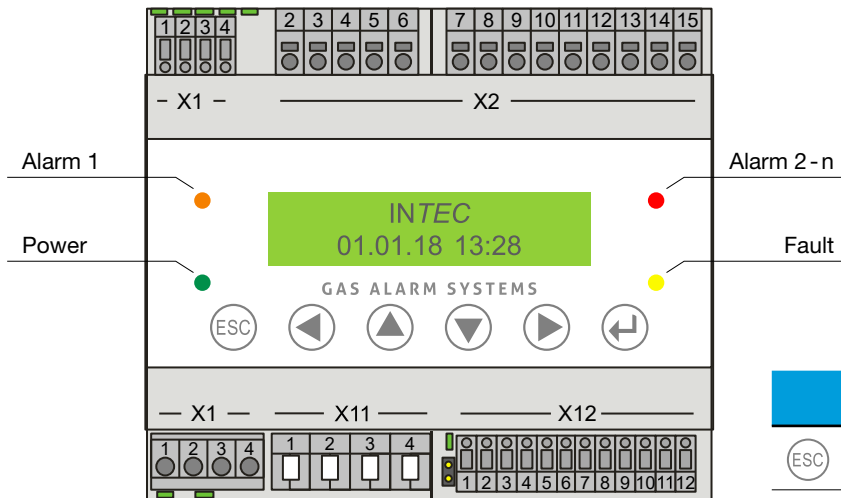 1 2 3 4 2 3 4 5 6 7 8 9 10 11 12 13 14 15
X1 X2
Alarm 1
Alarm 2-n
INTEC
01.01.18 13:28
Power
Fault
GAS ALARM SYSTEMS
ESC
ESC
X1 X11 X12
1 2 3 4 1 2 3 4
1 2 3 4 5 6 7 8 9 10 11 12